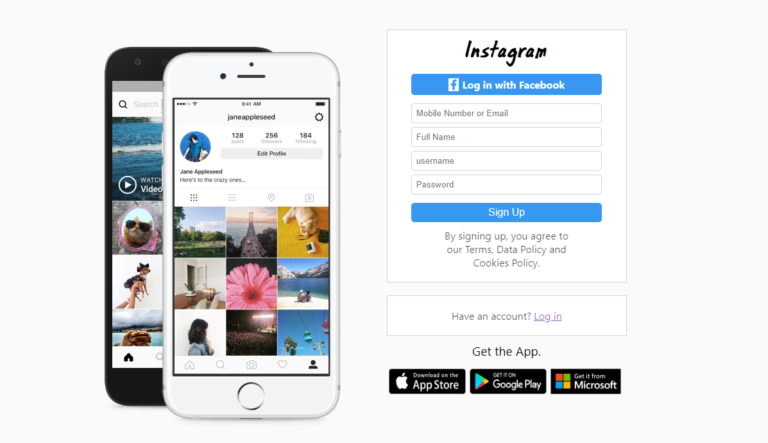 Search
WATCH
Video
9:41 AM
janeappleseed
128 256 184
posts followers following
Edit Profile
Jane Appleseed
Here's to the crazy ones...
Instagram
Log in with Facebook
Mobile Number or Email
Full Name
username
Password
Sign Up
By signing up, you agree to
our Terms, Data Policy and
Cookies Policy.
Have an account? Log in
Get the App.
Download on the
App Store
GET IT ON
Google Play
Get it from
Microsoft